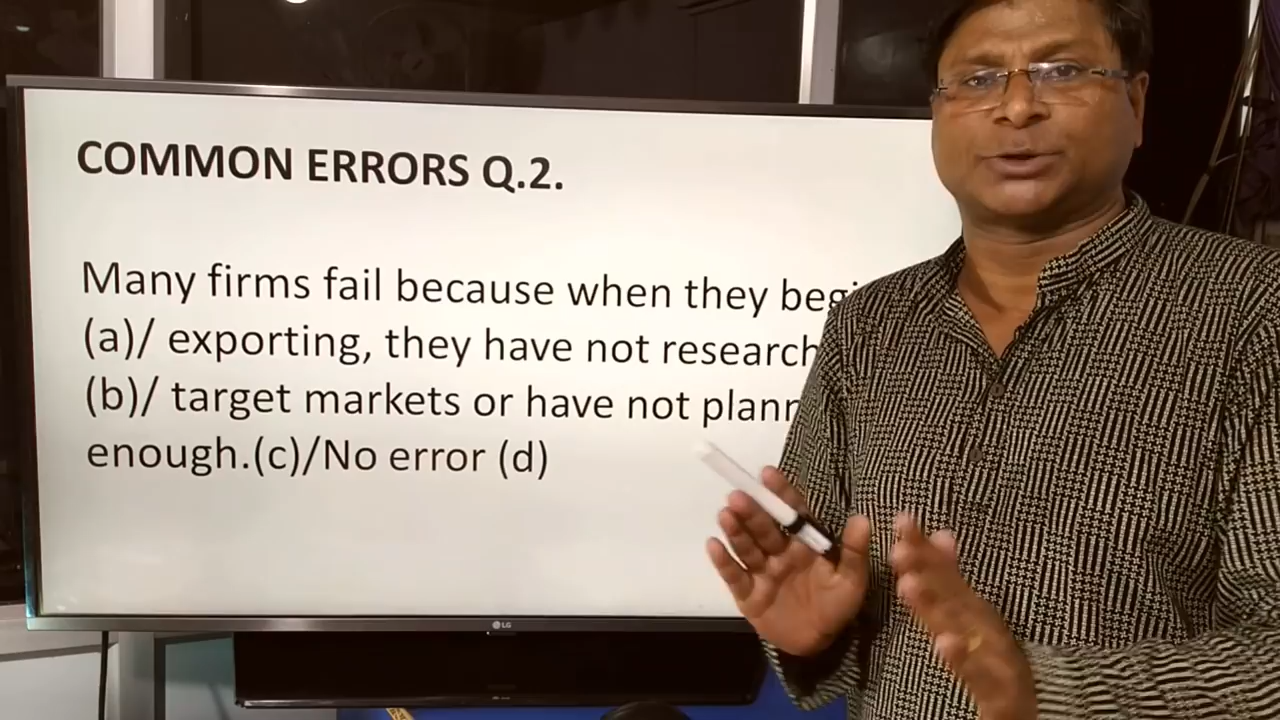 COMMON ERRORS Q.2.
Many firms fail because when they
(a)/ exporting, they have not
(b)/ target markets or have not
enough.(c)/No error (d)
LG